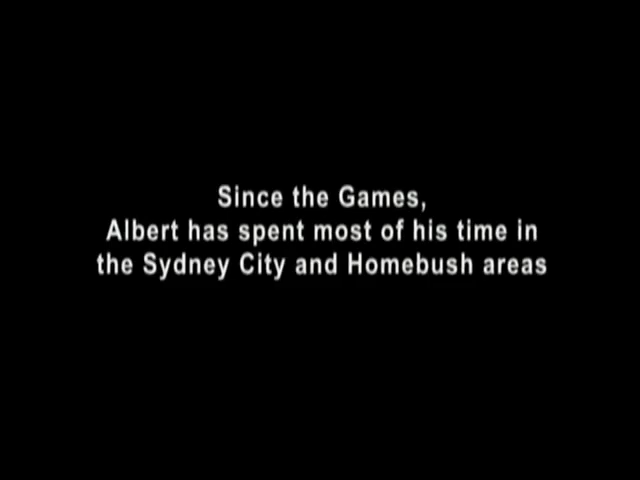 Since the Games,
Albert has spent most of his time in
the Sydney City and Homebush areas